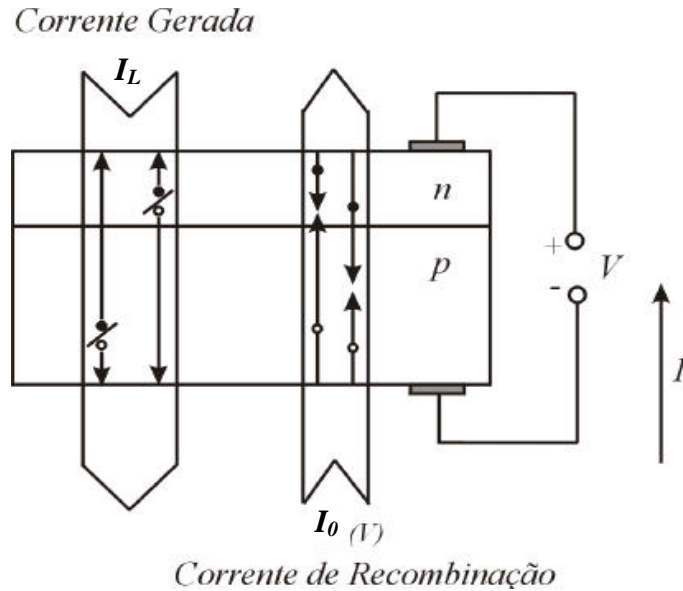 Corrente Gerada
I_L
n
p
+
-
V
I
I_0 (V)
Corrente de Recombinação